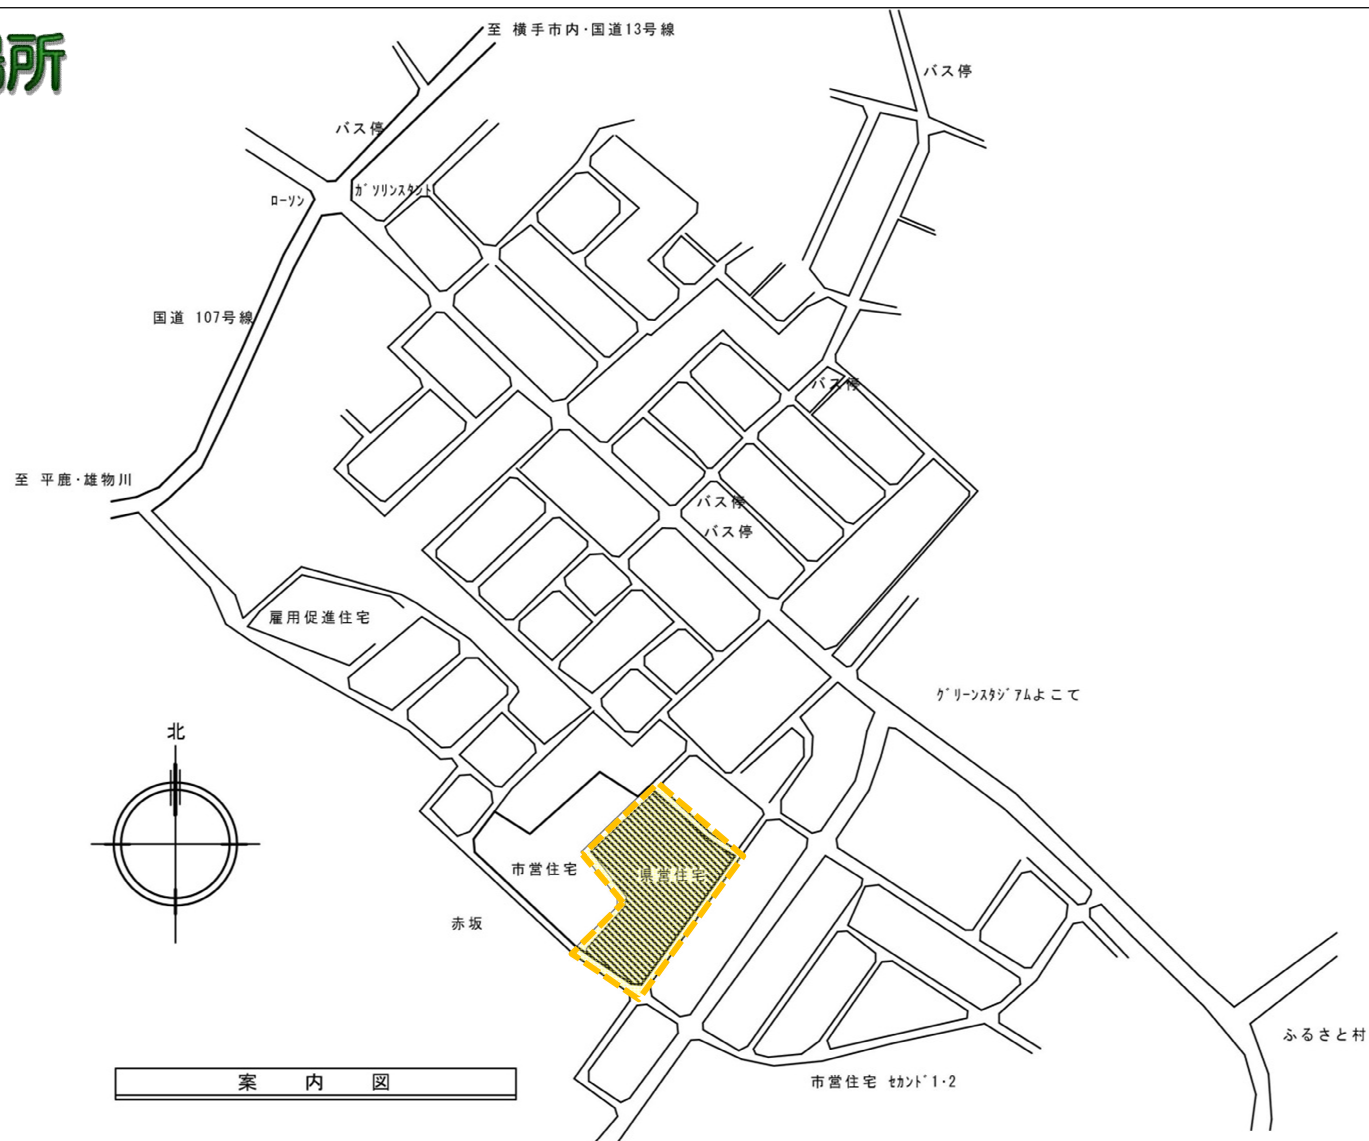 所
至 横手市内・国道13号線
バス停
バス停
ローソン
ガソリンスタント
国道 107号線
バス停
至 平鹿・雄物川
バス停
バス停
雇用促進住宅
グリーンスタジアムよこて
北
市営住宅
県営住宅
赤坂
ふるさと村
案 内 図
市営住宅 セカンド1・2